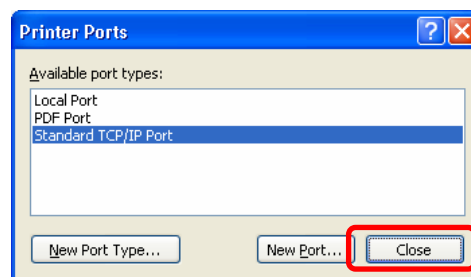 Printer Ports
Available port types:
Local Port
PDF Port
Standard TCP/IP Port
New Port Type... New Port... Close